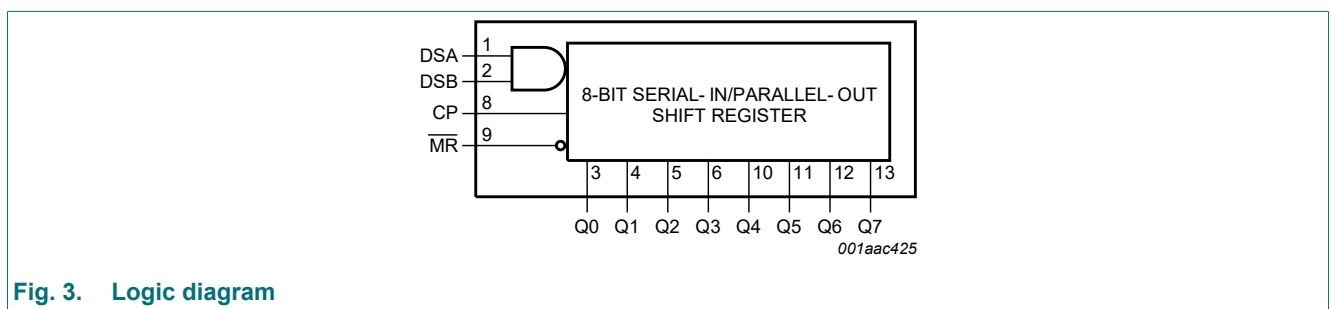 DSA 1
DSB 2
CP 8
MR 9
8-BIT SERIAL- IN/PARALLEL- OUT
SHIFT REGISTER
3 4 5 6 10 11 12 13
Q0 Q1 Q2 Q3 Q4 Q5 Q6 Q7
001aac425
Fig. 3. Logic diagram